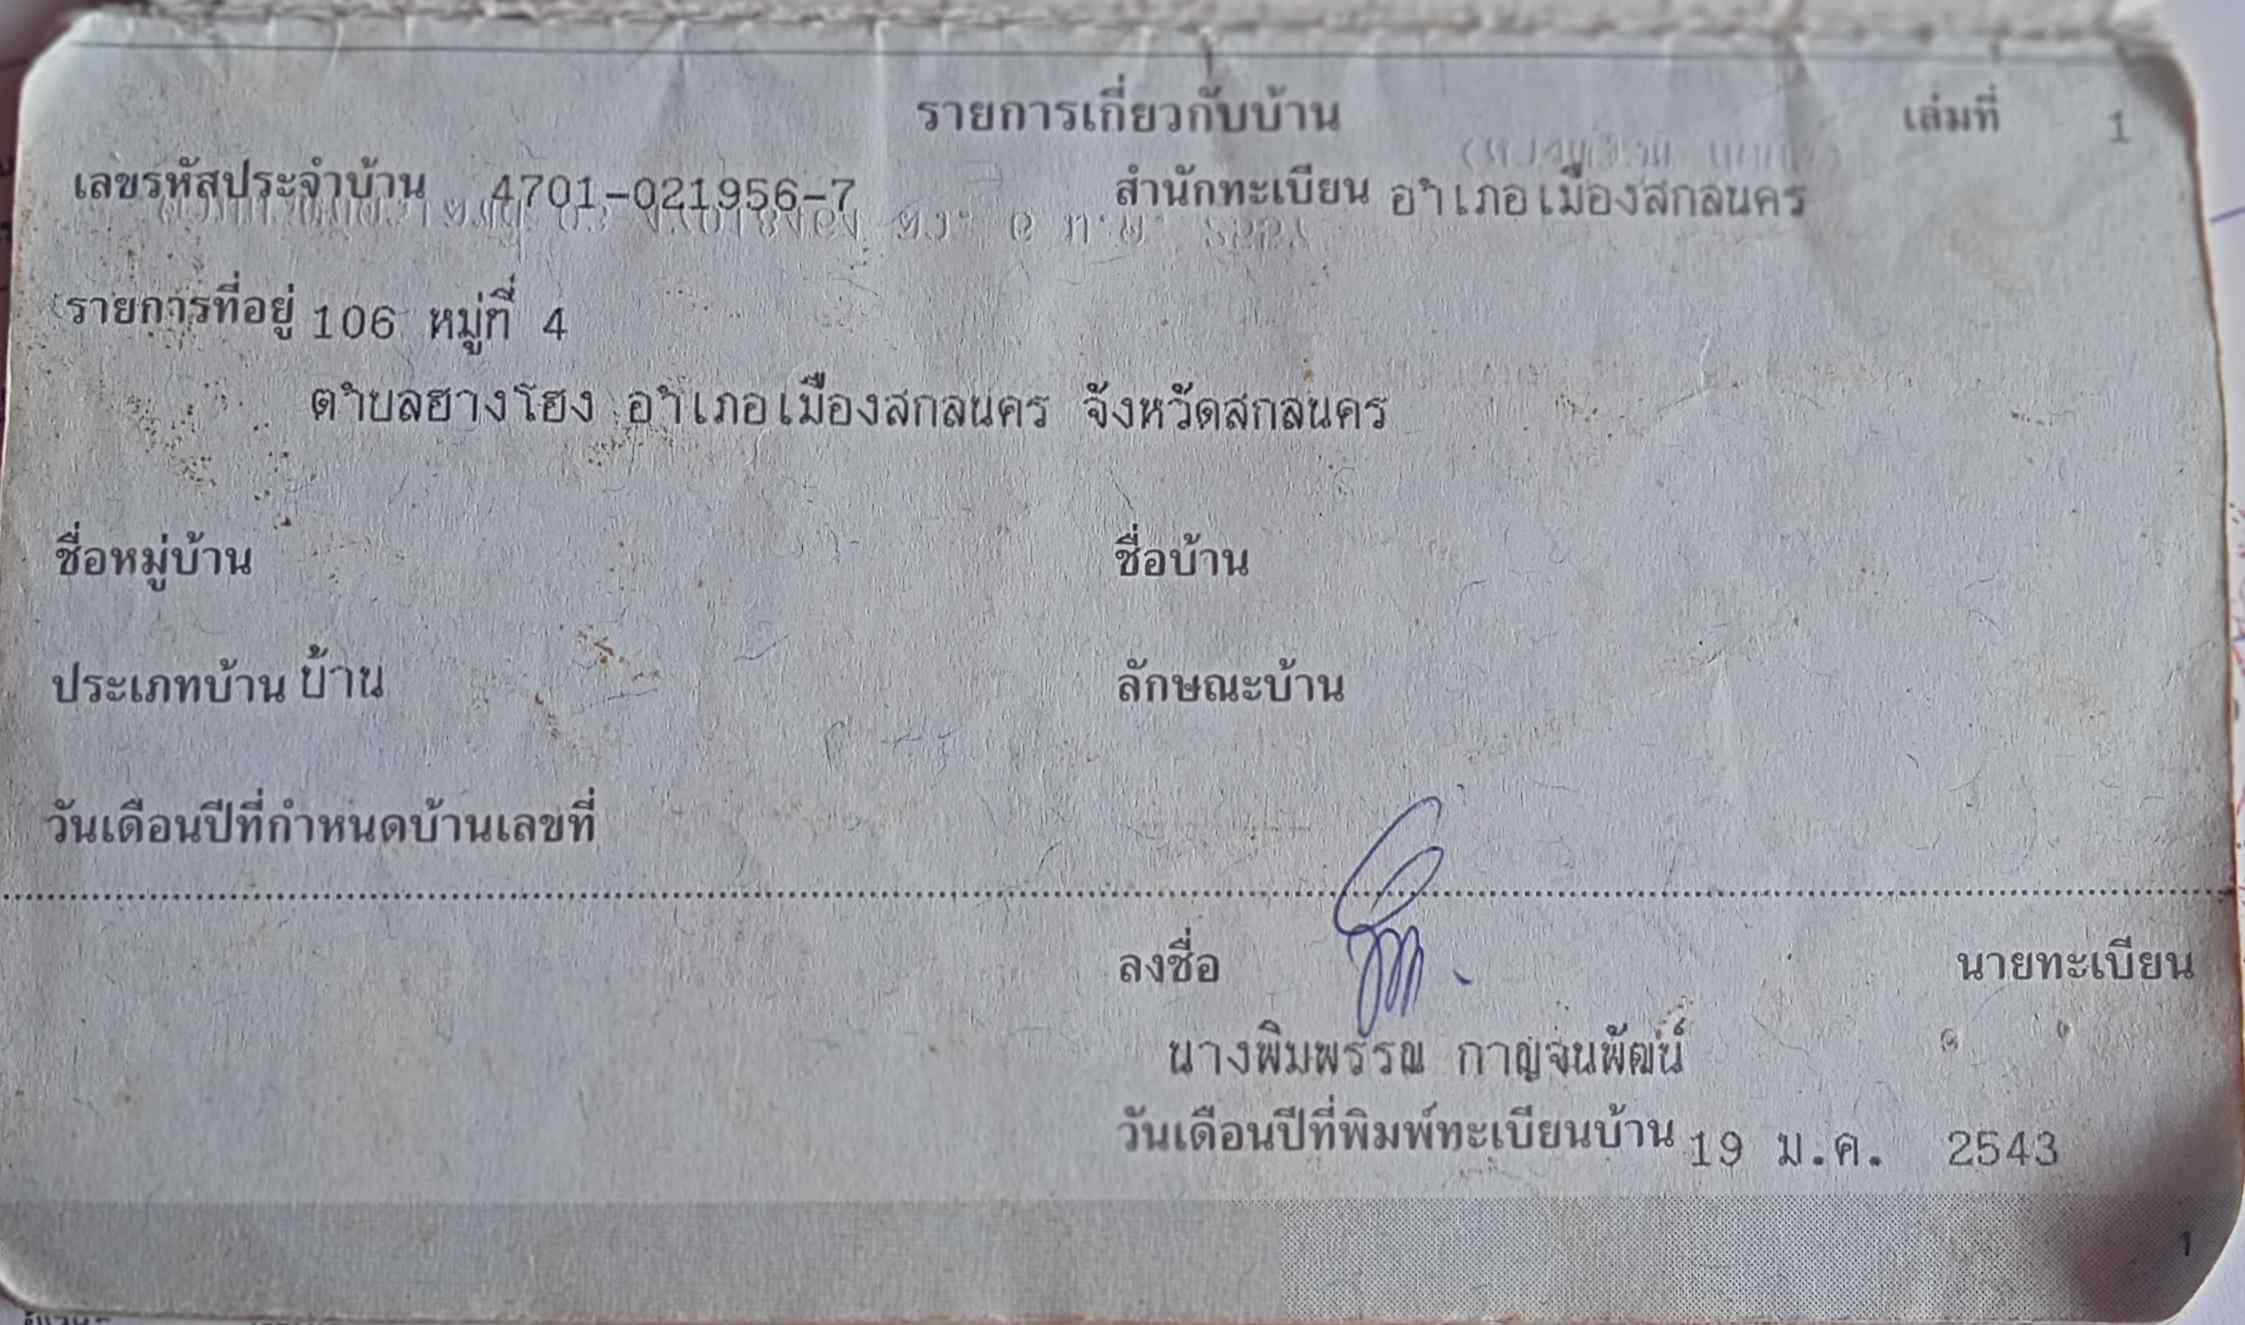 รายการเกี่ยวกับบ้าน เล่มที่ 1
เลขรหัสประจำบ้าน 4701-021956-7 สำนักทะเบียน อำเภอเมืองสกลนคร
รายการที่อยู่ 106 หมู่ที่ 4
ตำบลฮางโฮง อำเภอเมืองสกลนคร จังหวัดสกลนคร
ชื่อหมู่บ้าน ชื่อบ้าน
ประเภทบ้าน บ้าน ลักษณะบ้าน
วันเดือนปีที่กำหนดบ้านเลขที่
ลงชื่อ นายทะเบียน
นางพิมพรรณ กาญจนพัฒน์
วันเดือนปีที่พิมพ์ทะเบียนบ้าน 19 ม.ค. 2543
1